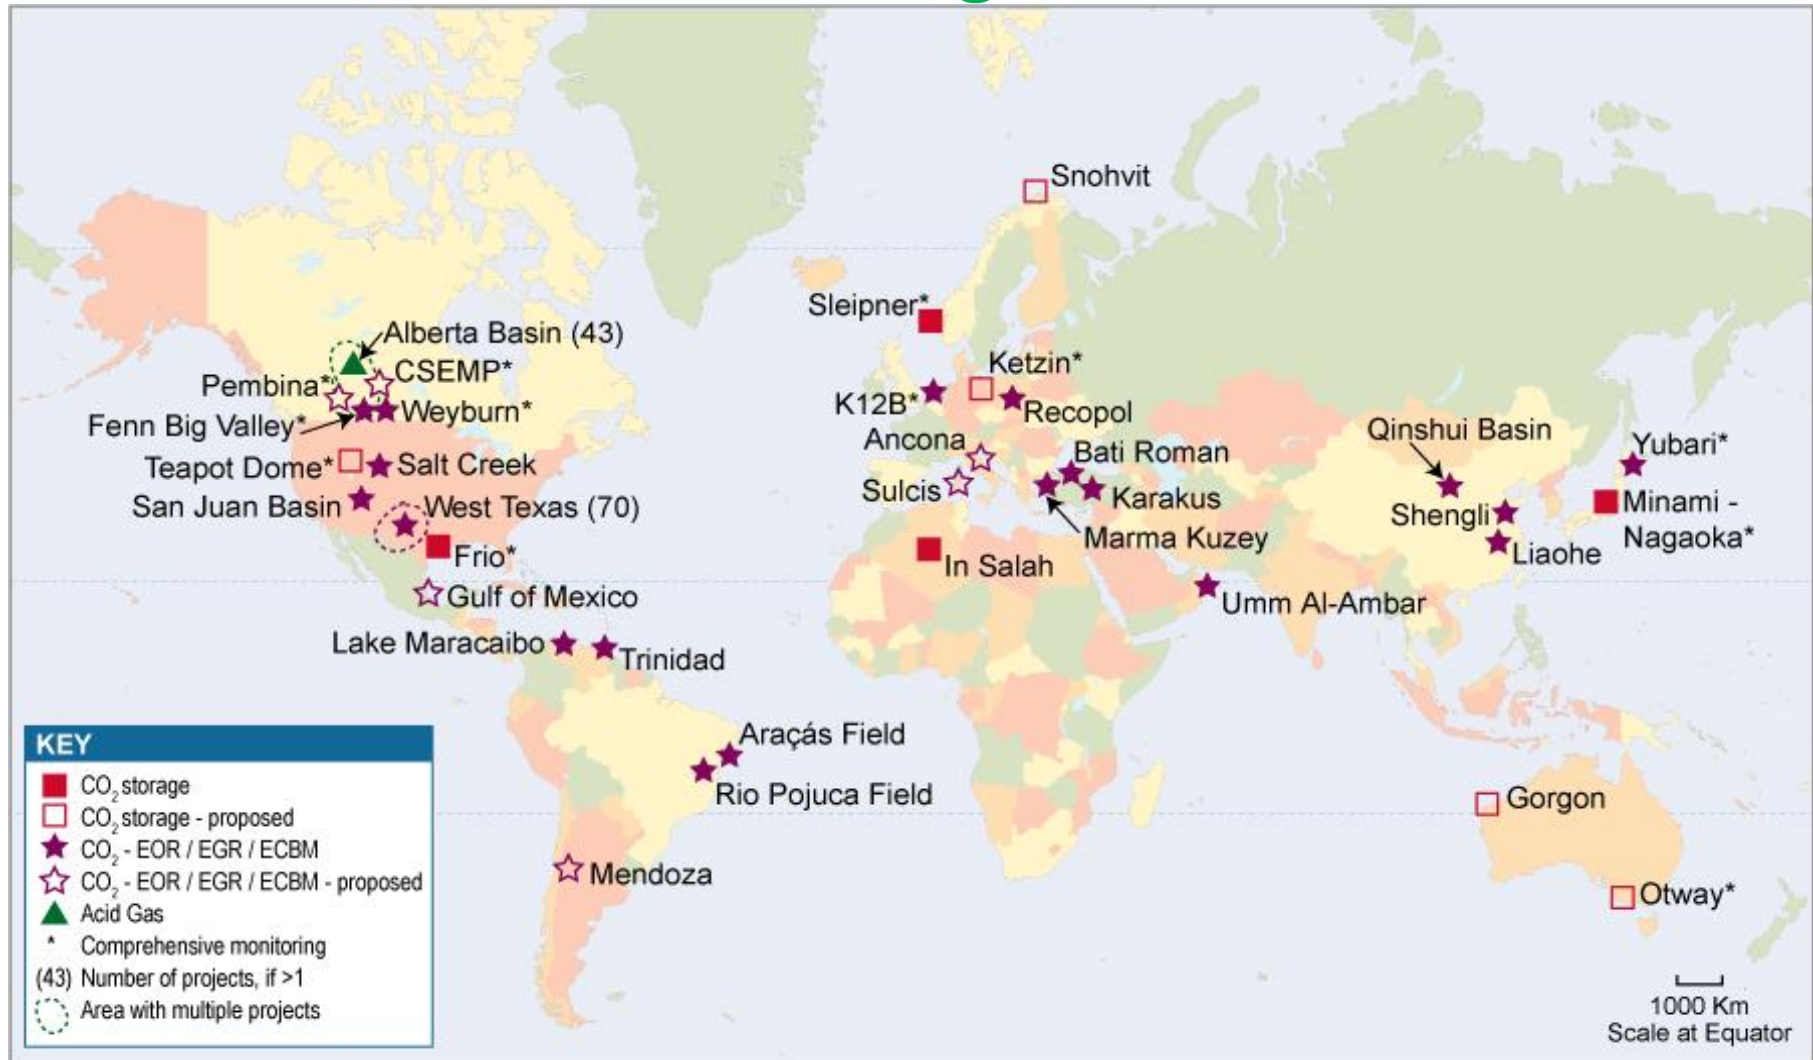 Snohvit
Sleipner*
Alberta Basin (43)
CSEMP*
Pembina*
Weyburn*
Fenn Big Valley*
Teapot Dome*
Salt Creek
San Juan Basin
West Texas (70)
Frio*
Gulf of Mexico
Lake Maracaibo
Trinidad
Araçás Field
Rio Pojuca Field
Mendoza
Ketzin*
K12B*
Recopol
Ancona
Bati Roman
Sulcis
Karakus
Marma Kuzey
In Salah
Umm Al-Ambar
Qinshui Basin
Yubari*
Shengli
Minami -
Nagaoka*
Liaohe
Gorgon
Otway*
KEY
CO2 storage
CO2 storage - proposed
CO2 - EOR / EGR / ECBM
CO2 - EOR / EGR / ECBM - proposed
Acid Gas
* Comprehensive monitoring
(43) Number of projects, if >1
Area with multiple projects
1000 Km
Scale at Equator